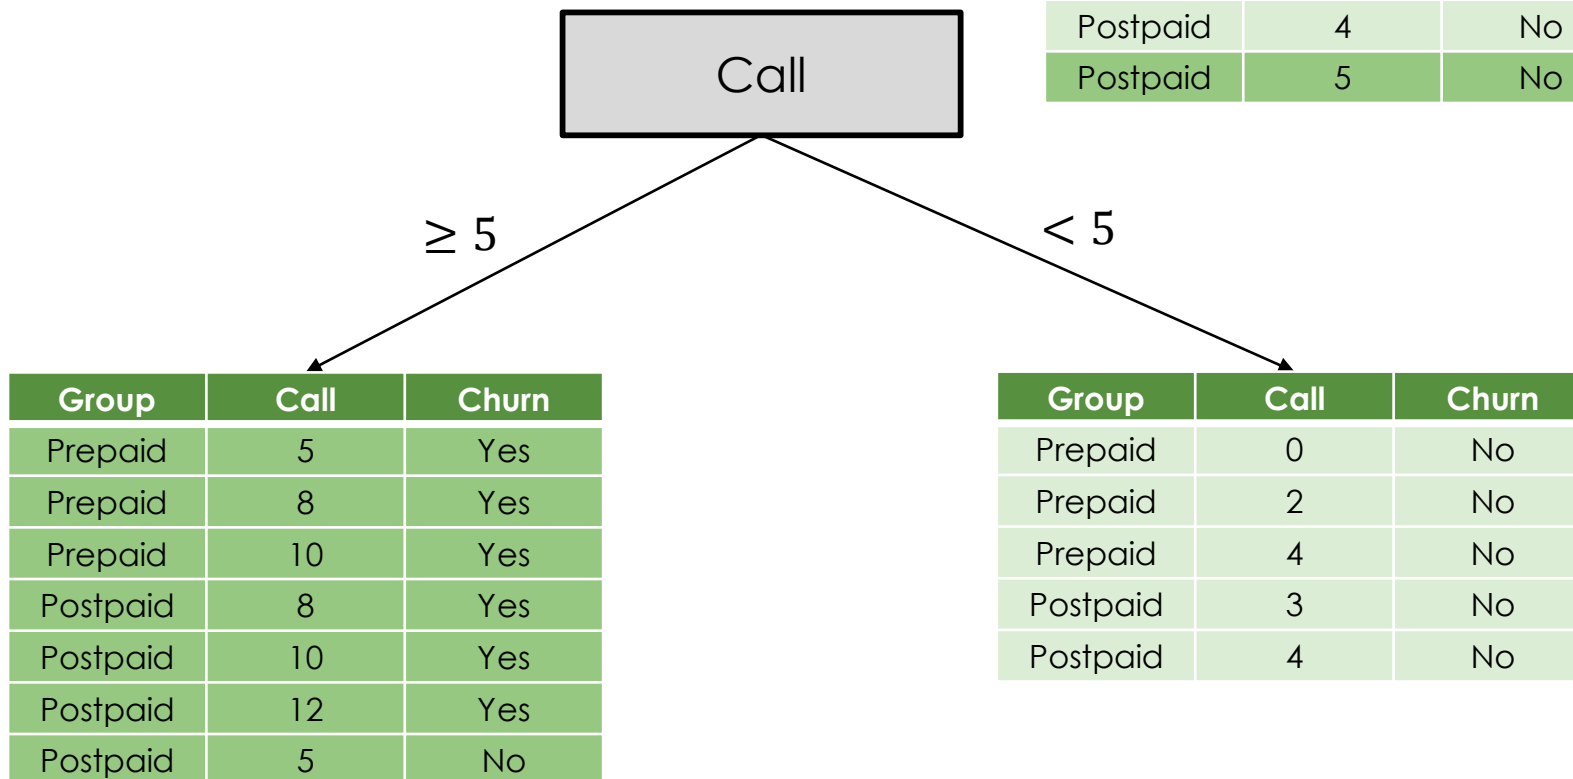 Postpaid 4 No
Postpaid 5 No
Call
≥ 5
< 5
Group Call Churn
Prepaid 5 Yes
Prepaid 8 Yes
Prepaid 10 Yes
Postpaid 8 Yes
Postpaid 10 Yes
Postpaid 12 Yes
Postpaid 5 No
Group Call Churn
Prepaid 0 No
Prepaid 2 No
Prepaid 4 No
Postpaid 3 No
Postpaid 4 No